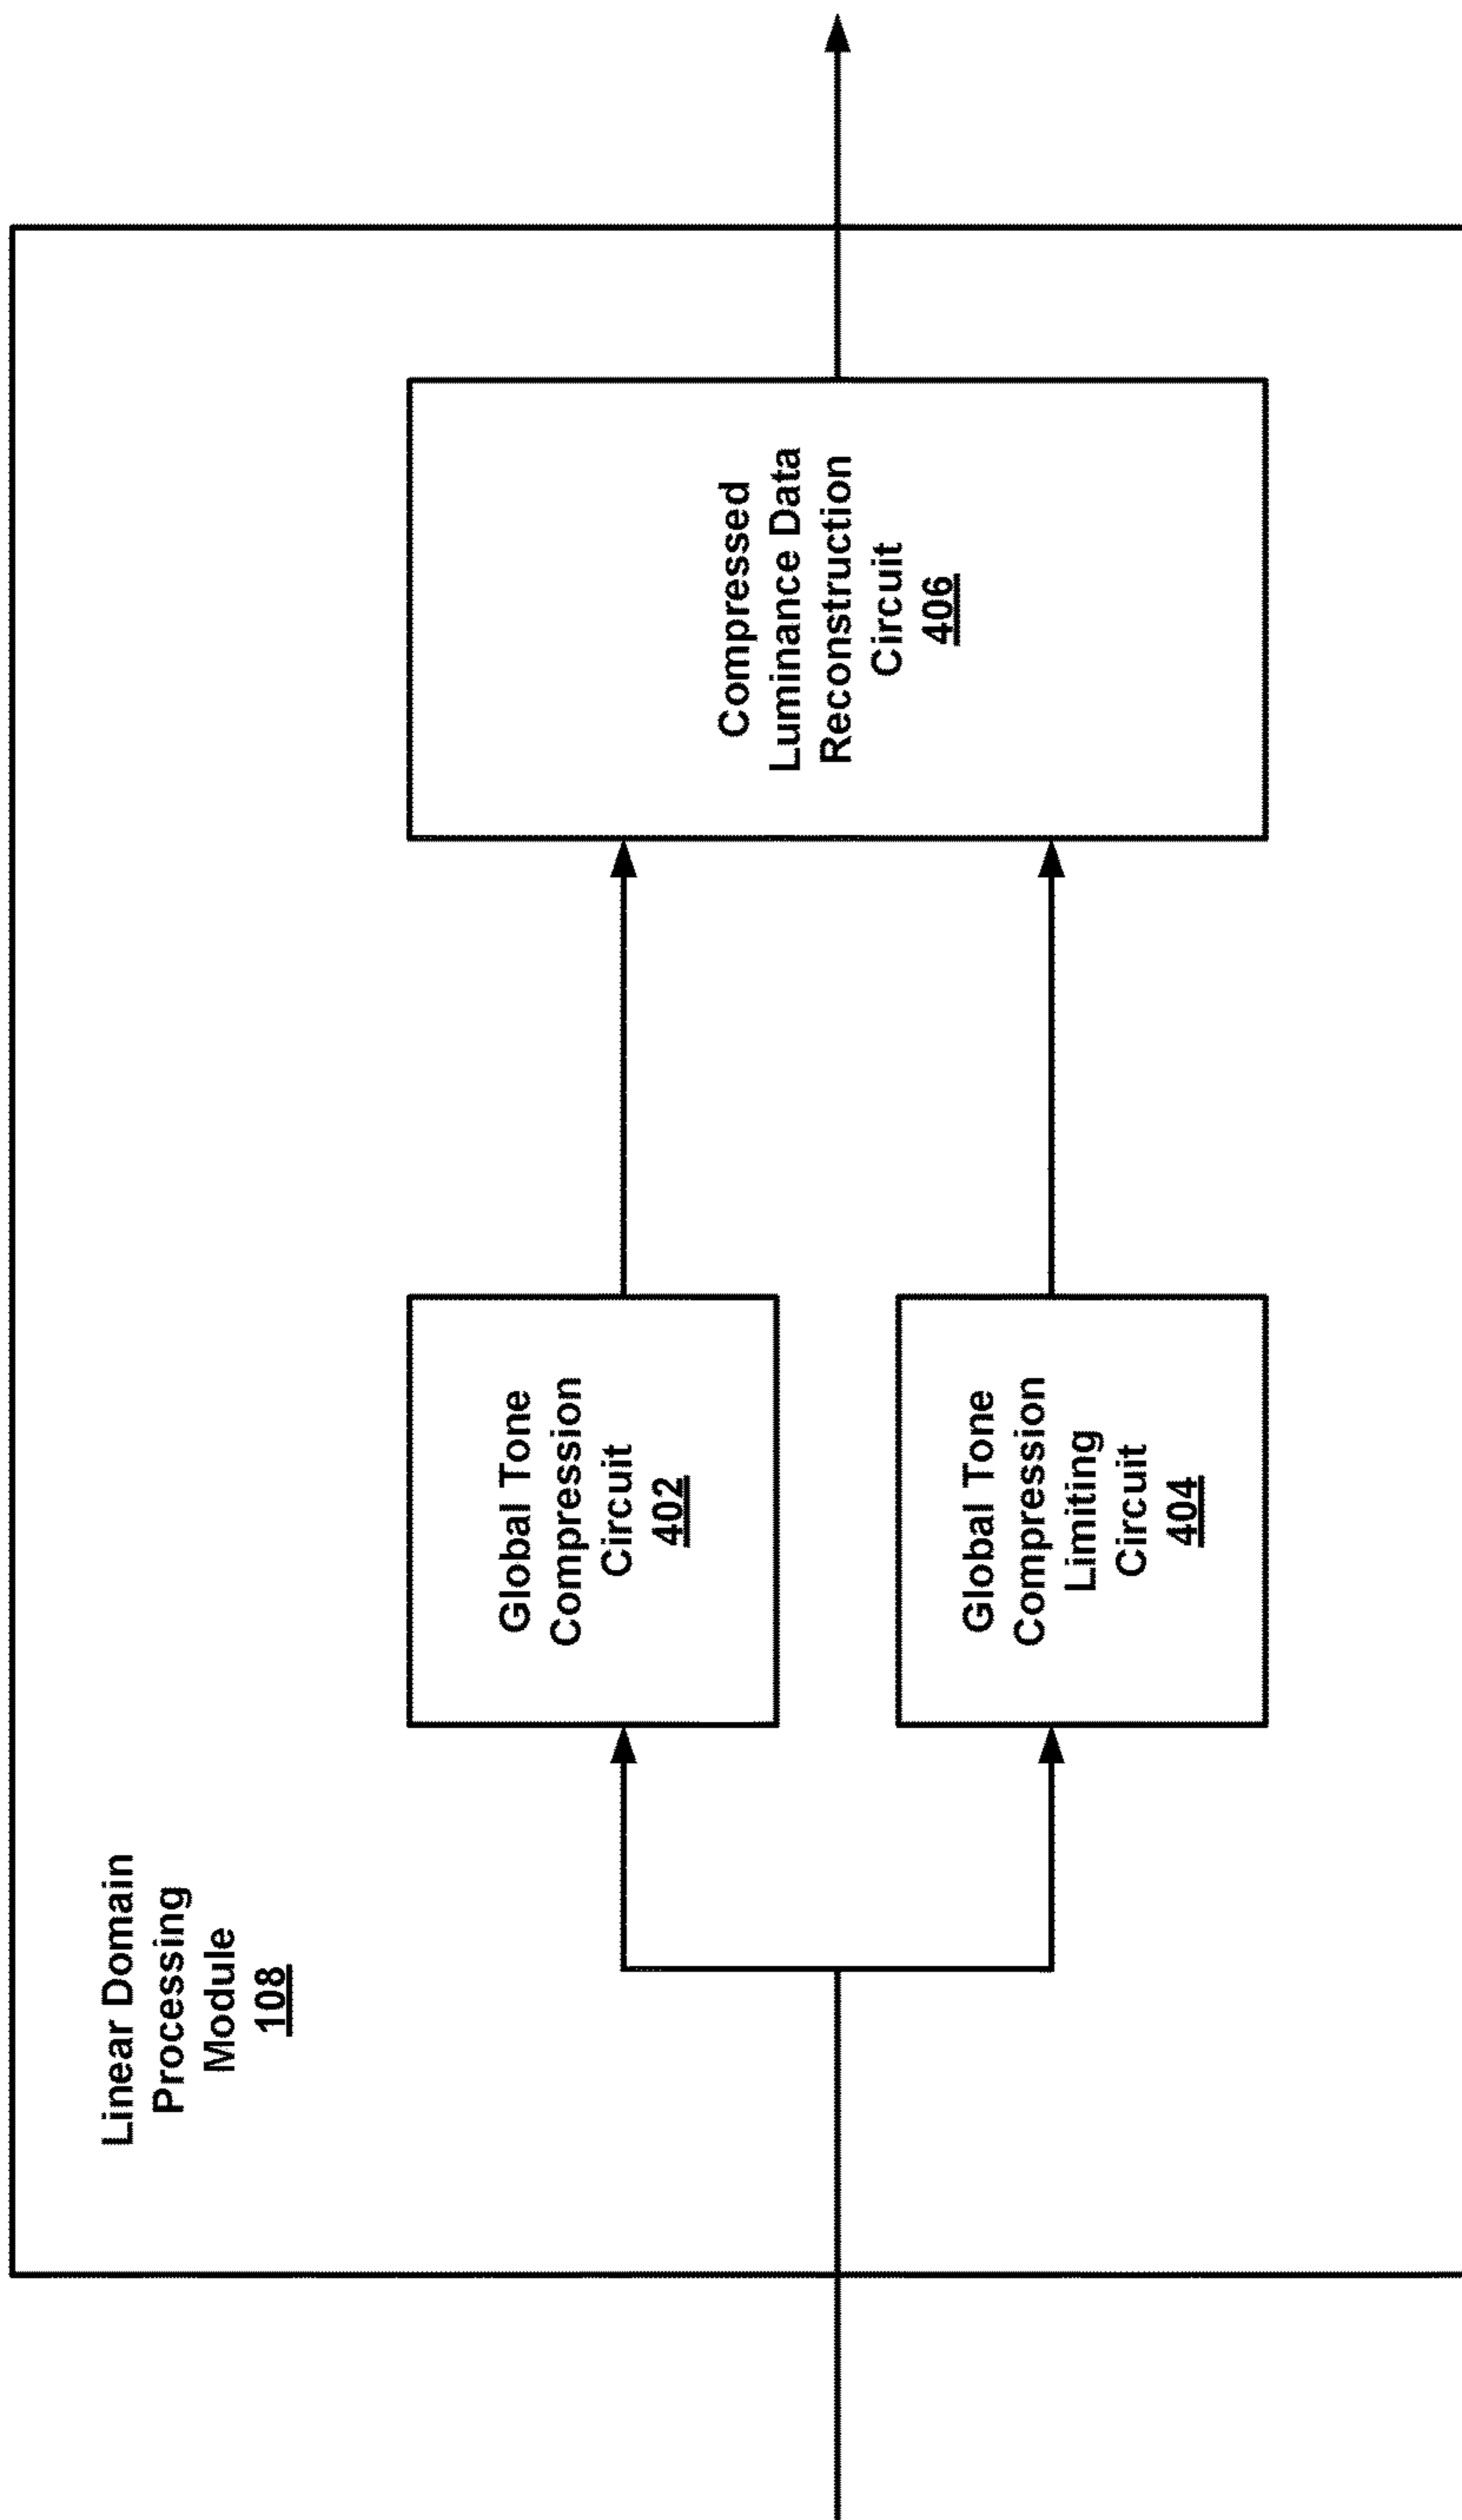 Linear Domain
Processing
Module
108
Global Tone
Compression
Circuit
402
Global Tone
Compression
Limiting
Circuit
404
Compressed
Luminance Data
Reconstruction
Circuit
406